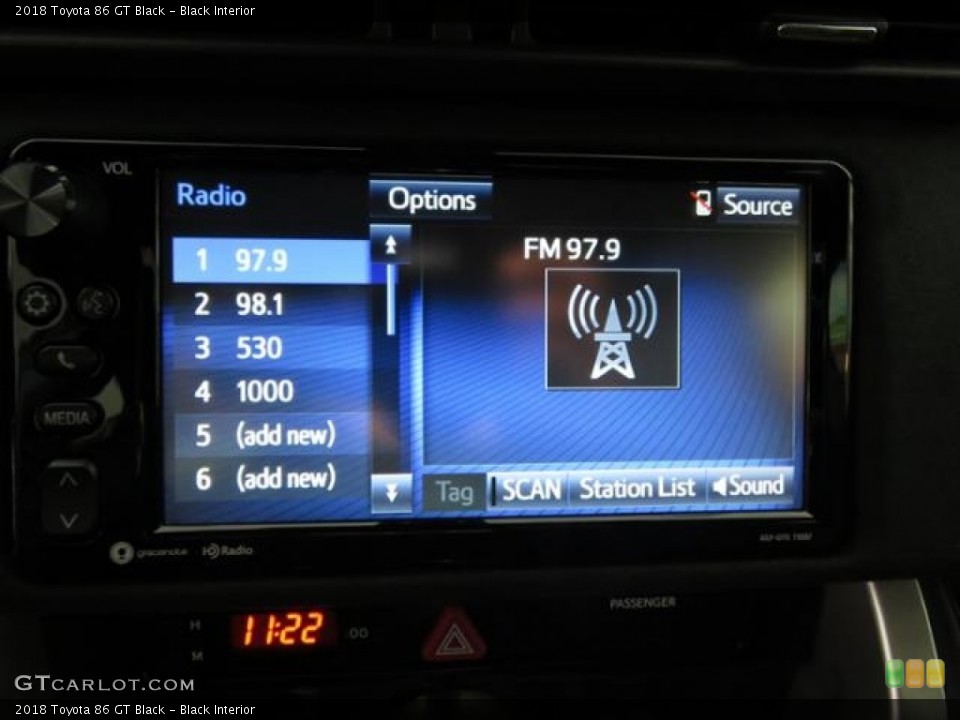 2018 Toyota 86 GT Black - Black Interior
VOL
Radio
Options
Source
1 97.9
2 98.1
3 530
4 1000
5 (add new)
6 (add new)
FM 97.9
MEDIA
Tag
SCAN
Station List
Sound
gracenote
HD Radio
PASSENGER
H
11:22
:00
M
GTCARLOT.COM
2018 Toyota 86 GT Black - Black Interior